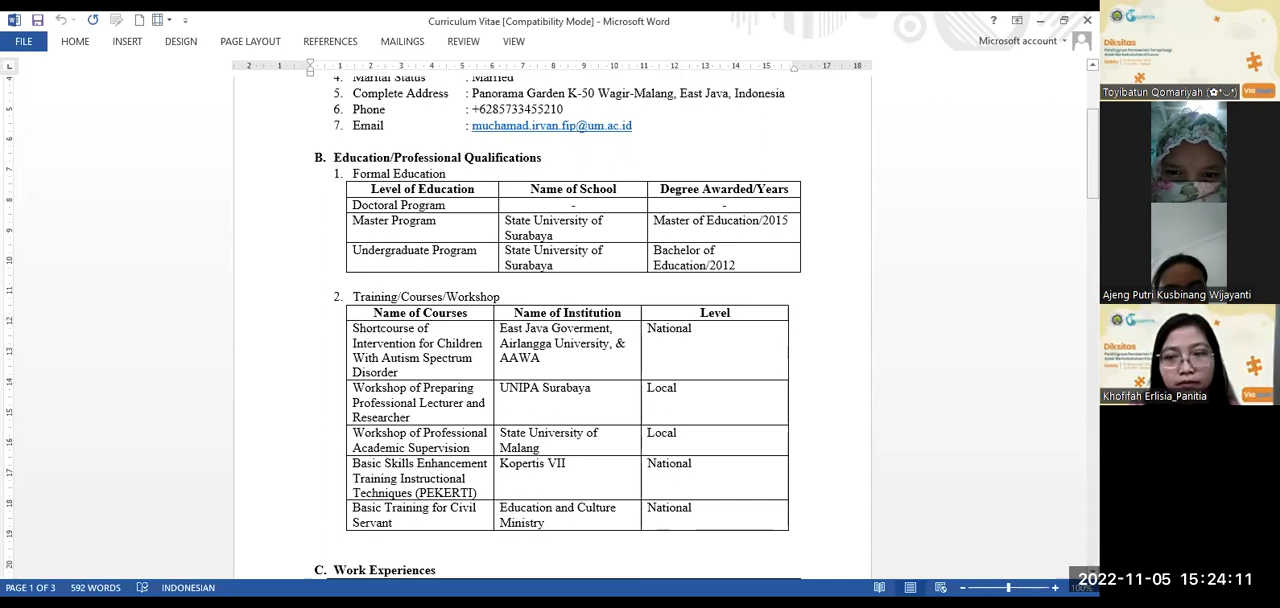 Curriculum Vitae [Compatibility Mode] - Microsoft Word
FILE HOME INSERT DESIGN PAGE LAYOUT REFERENCES MAILINGS REVIEW VIEW
Microsoft account
4. Marital Status : Married
5. Complete Address : Panorama Garden K-50 Wagir-Malang, East Java, Indonesia
6. Phone : +6285733455210
7. Email : muchamad.irvan.fip@um.ac.id
B. Education/Professional Qualifications
1. Formal Education
Level of Education Name of School Degree Awarded/Years
Doctoral Program - -
Master Program State University of Master of Education/2015
Surabaya
Undergraduate Program State University of Bachelor of
Surabaya Education/2012
2. Training/Courses/Workshop
Name of Courses Name of Institution Level
Shortcourse of East Java Goverment, National
Intervention for Children Airlangga University, &
With Autism Spectrum AAWA
Disorder
Workshop of Preparing UNIPA Surabaya Local
Professional Lecturer and
Researcher
Workshop of Professional State University of Local
Academic Supervision Malang
Basic Skills Enhancement Kopertis VII National
Training Instructional
Techniques (PEKERTI)
Basic Training for Civil Education and Culture National
Servant Ministry
C. Work Experiences
PAGE 1 OF 3 592 WORDS INDONESIAN
100%
Diksitas
Toyibatun Qomariyah (✿❛◡❛)
Ajeng Putri Kusbinang Wijayanti
Diksitas
Khofifah Erlisia_Panitia
2022-11-05 15:24:11